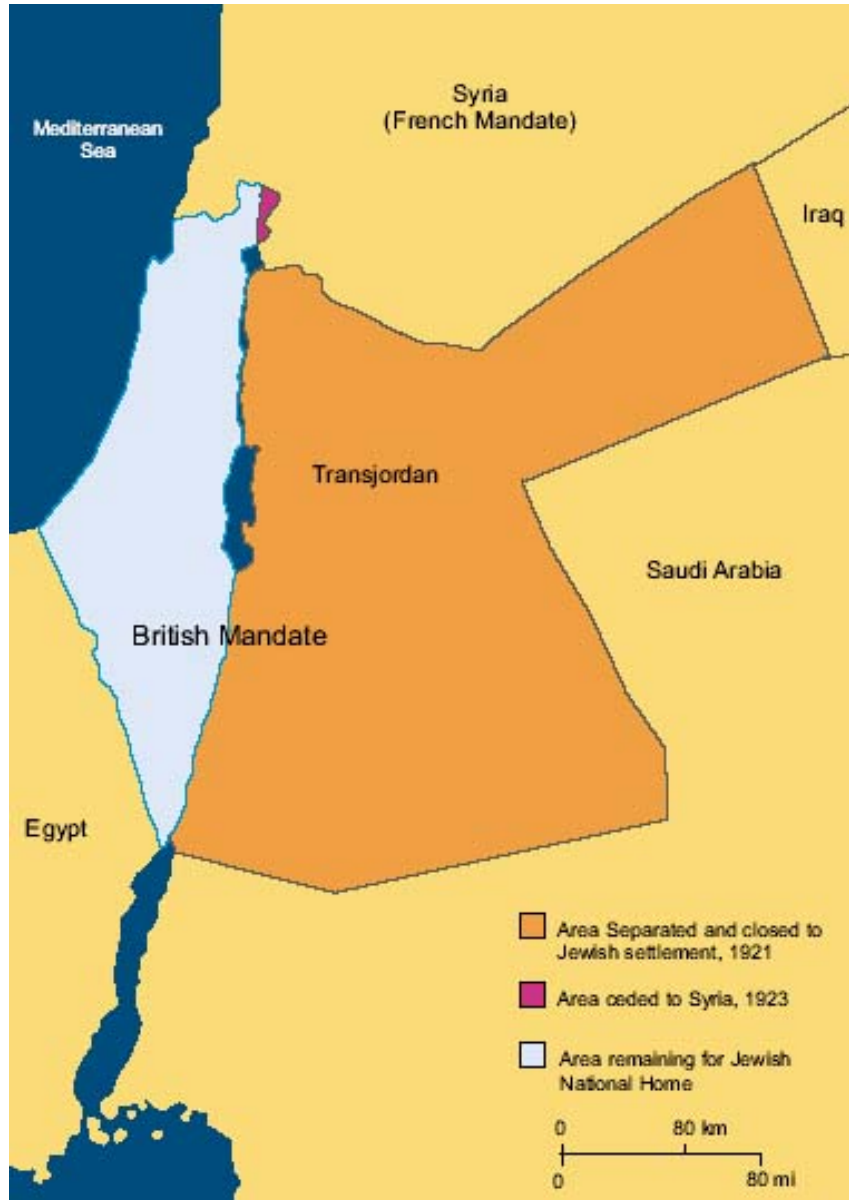 Syria
(French Mandate)
Mediterranean
Sea
Iraq
Transjordan
Saudi Arabia
British Mandate
Egypt
Area Separated and closed to
Jewish settlement, 1921
Area ceded to Syria, 1923
Area remaining for Jewish
National Home
0 80 km
0 80 mi